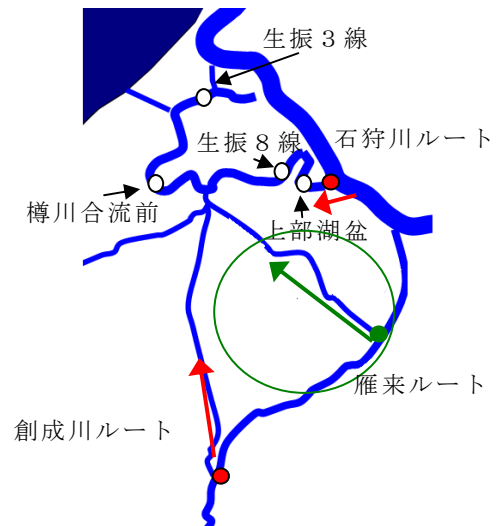 生振３線
石狩川ルート
生振８線
樽川合流前
上部湖盆
雁来ルート
創成川ルート